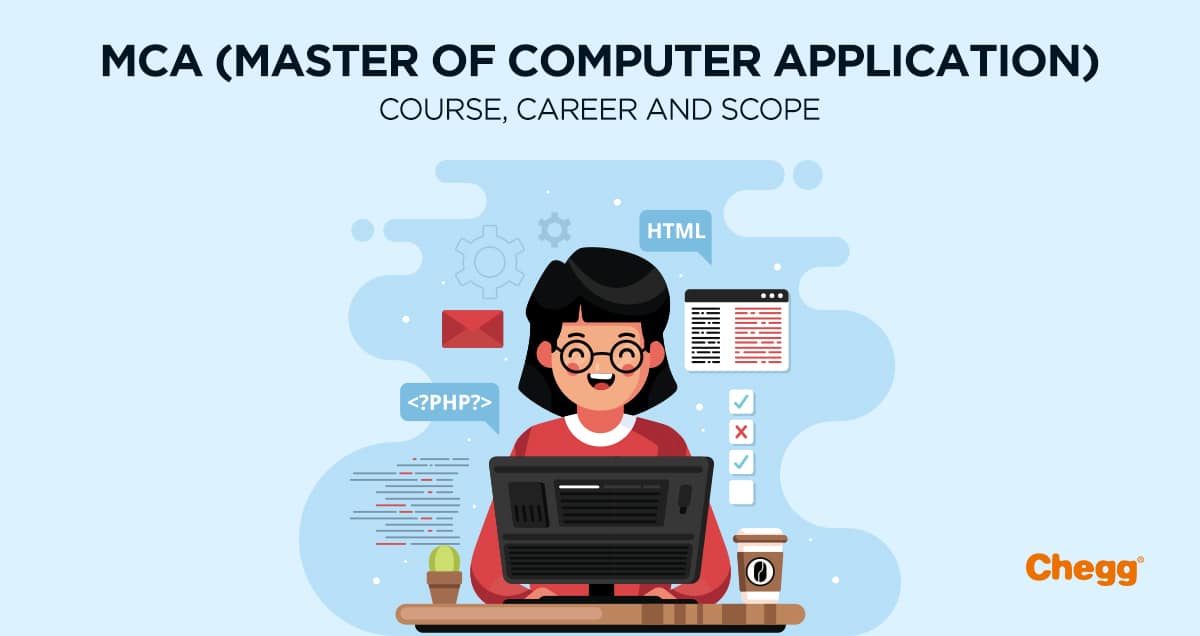 MCA (MASTER OF COMPUTER APPLICATION)
COURSE, CAREER AND SCOPE
HTML
<?PHP?>
Chegg®